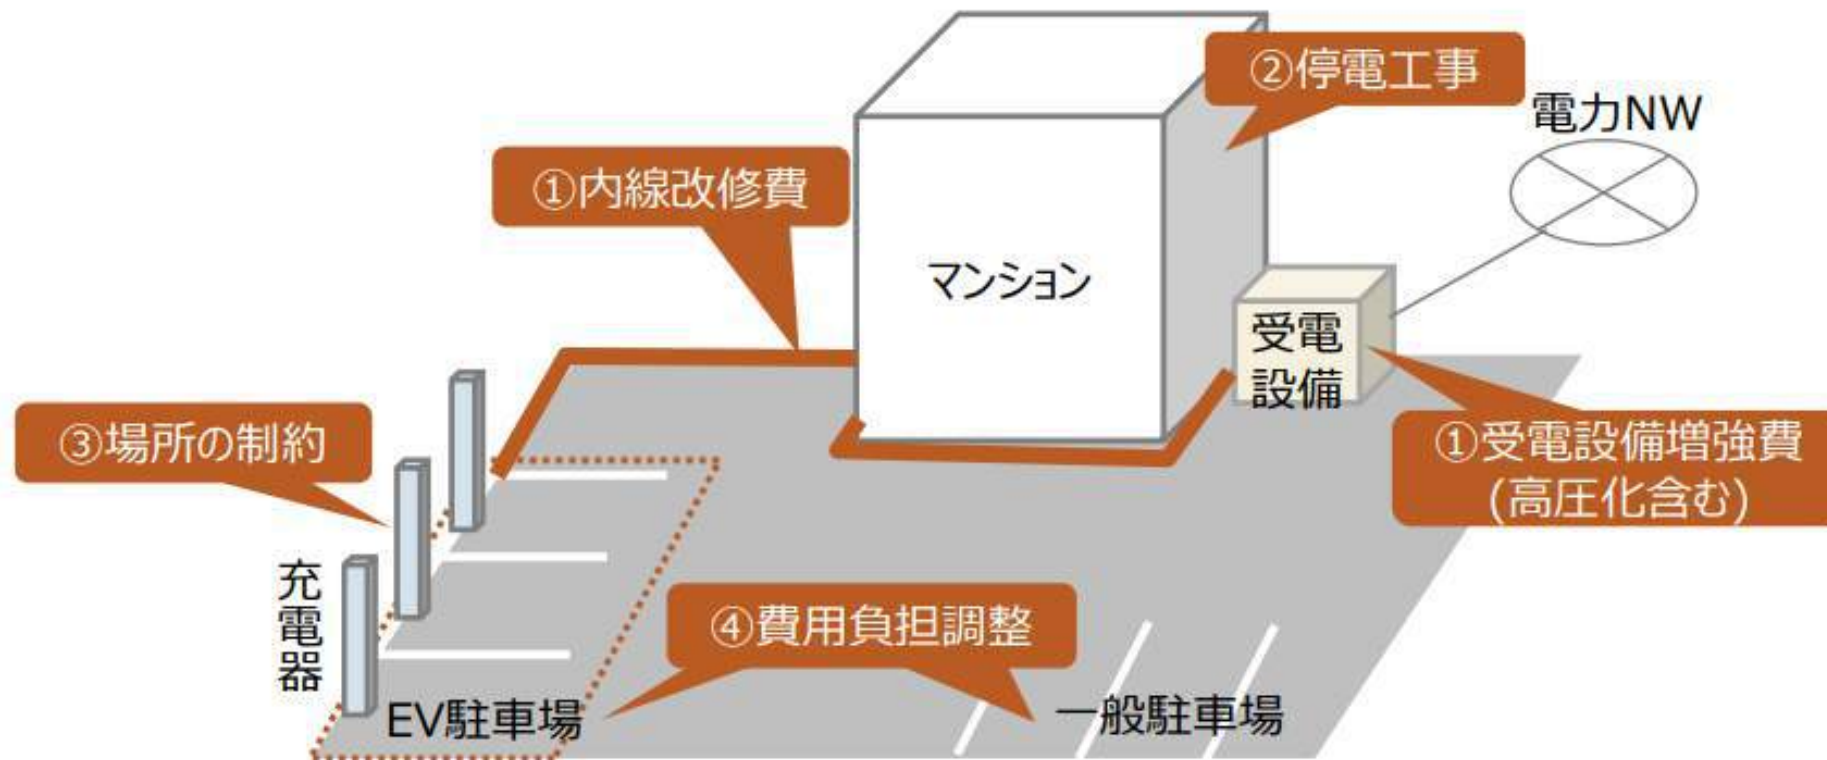 ②停電工事
電力NW
①内線改修費
マンション
受電
設備
③場所の制約
①受電設備増強費
(高圧化含む)
充電器
④費用負担調整
EV駐車場
一般駐車場